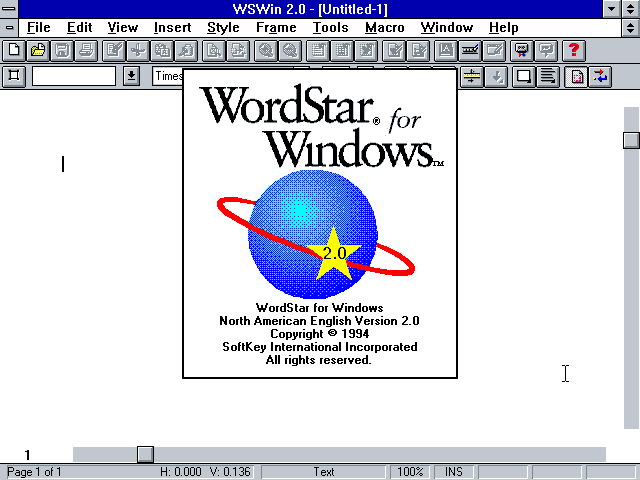 WSWin 2.0 - [Untitled-1]
File Edit View Insert Style Frame Tools Macro Window Help
Times
WordStar® for
Windows™
2.0
WordStar for Windows
North American English Version 2.0
Copyright © 1994
SoftKey International Incorporated
All rights reserved.
1
Page 1 of 1 H: 0.000 V: 0.136 Text 100% INS